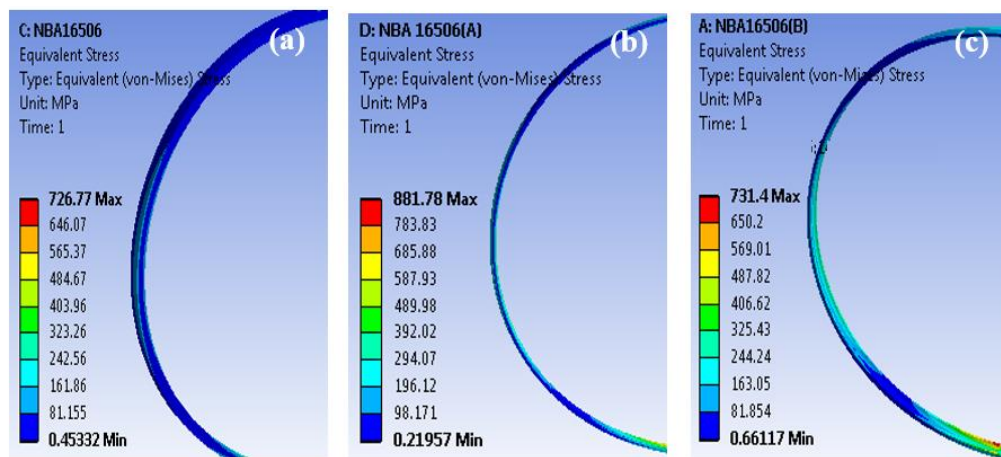 C: NBA16506
(a)
Equivalent Stress
Type: Equivalent (von-Mises) Stress
Unit: MPa
Time: 1
726.77 Max
646.07
565.37
484.67
403.96
323.26
242.56
161.86
81.155
0.45332 Min
D: NBA 16506(A)
(b)
Equivalent Stress
Type: Equivalent (von-Mises) Stress
Unit: MPa
Time: 1
881.78 Max
783.83
685.88
587.93
489.98
392.02
294.07
196.12
98.171
0.21957 Min
A: NBA16506(B)
(c)
Equivalent Stress
Type: Equivalent (von-Mises) Stress
Unit: MPa
Time: 1
731.4 Max
650.2
569.01
487.82
406.62
325.43
244.24
163.05
81.854
0.66117 Min